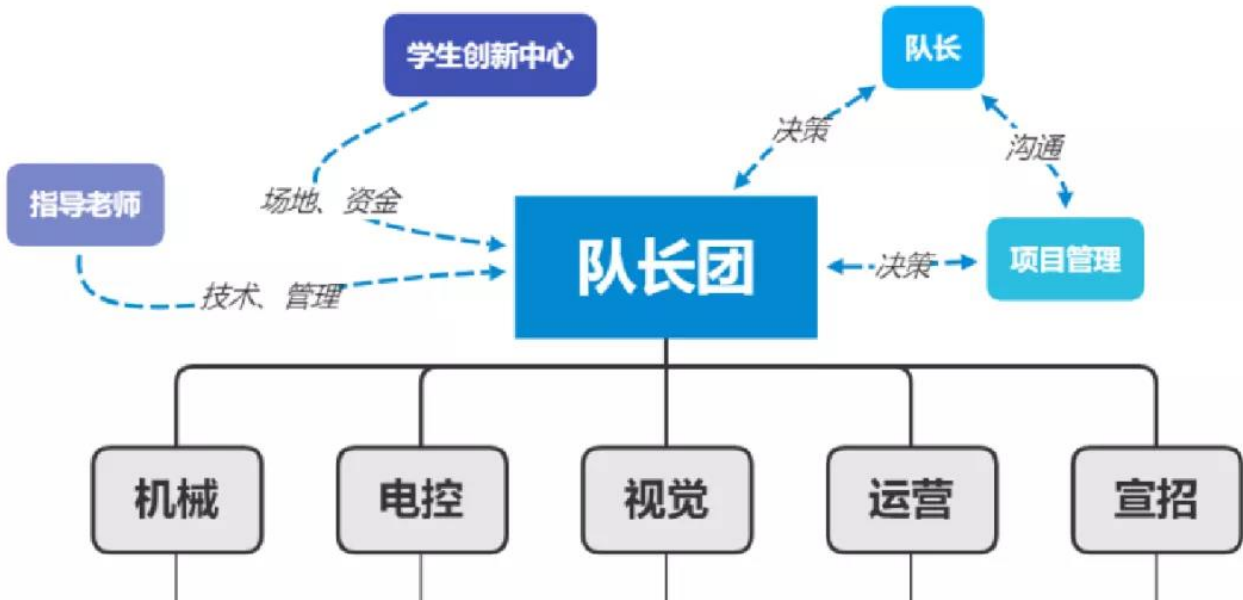 学生创新中心
队长
决策
沟通
指导老师
场地、资金
队长团
决策
项目管理
技术、管理
机械
电控
视觉
运营
宣招